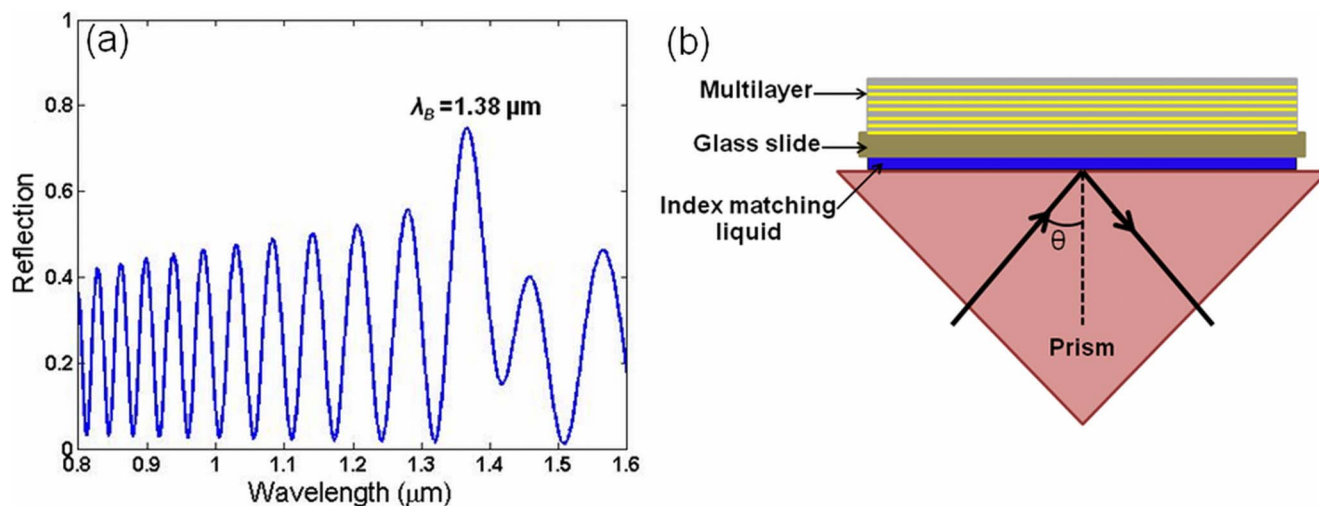 (a)
1
0.8
0.6
0.4
0.2
0
Reflection
λB =1.38 μm
0.8 0.9 1 1.1 1.2 1.3 1.4 1.5 1.6
Wavelength (μm)
(b)
Multilayer
Glass slide
Index matching
liquid
θ
Prism